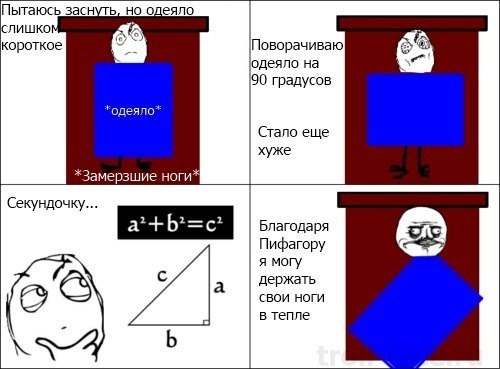 Пытаюсь заснуть, но одеяло
слишком
короткое
*одеяло*
*Замерзшие ноги*
Поворачиваю
одеяло на
90 градусов
Стало еще
хуже
Секундочку...
a²+b²=c²
c
a
b
Благодаря
Пифагору
я могу
держать
свои ноги
в тепле